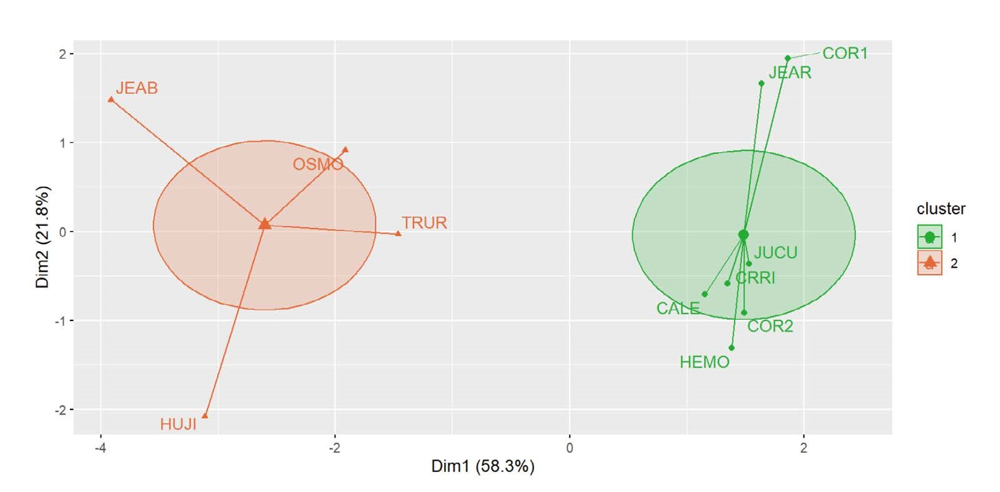 2
1
0
-1
-2
Dim2 (21.8%)
COR1
JEAR
JEAB
OSMO
TRUR
JUCU
CRRI
CALE
COR2
HEMO
HUJI
-4
-2
0
2
Dim1 (58.3%)
cluster
1
2